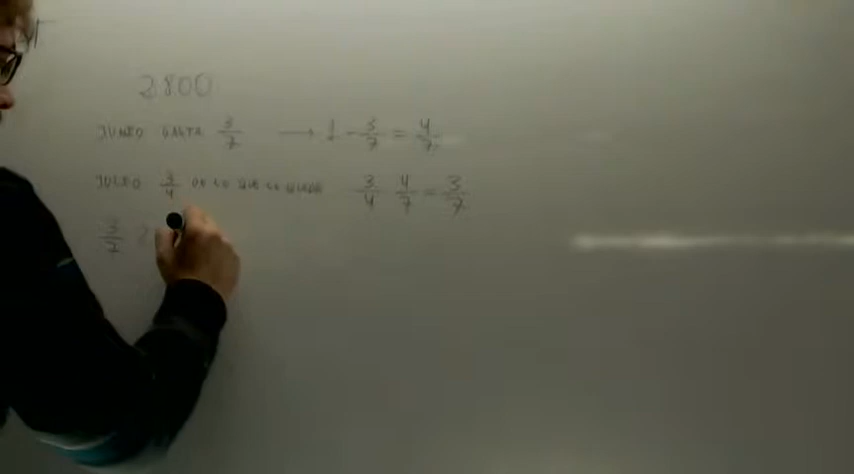 2800
JUNIO GASTA 3/7 → 1 - 3/7 = 4/7
JULIO 3/4 DE LO QUE LE QUEDA 3/4 4/7 = 3/7
3/7 2